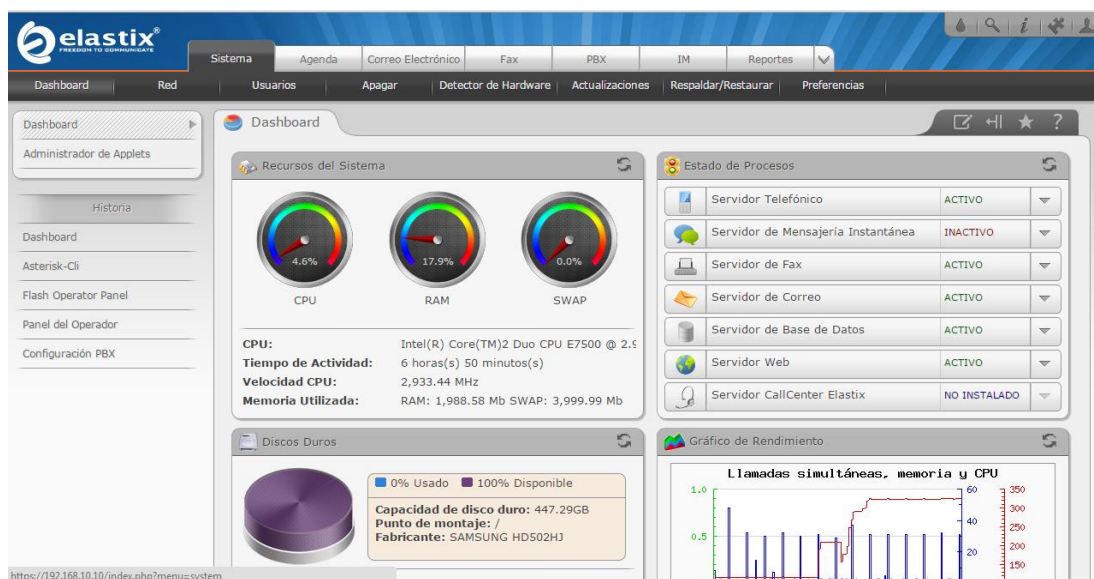 elastix®
FREEDOM TO COMMUNICATE
Sistema Agenda Correo Electrónico Fax PBX IM Reportes
Dashboard Red Usuarios Apagar Detector de Hardware Actualizaciones Respaldar/Restaurar Preferencias
Dashboard
Administrador de Applets
Historia
Dashboard
Asterisk-Cli
Flash Operator Panel
Panel del Operador
Configuración PBX
Dashboard
?
Recursos del Sistema
4.6% 17.9% 0.0%
CPU RAM SWAP
CPU: Intel(R) Core(TM)2 Duo CPU E7500 @ 2.9
Tiempo de Actividad: 6 horas(s) 50 minutos(s)
Velocidad CPU: 2,933.44 MHz
Memoria Utilizada: RAM: 1,988.58 Mb SWAP: 3,999.99 Mb
Estado de Procesos
Servidor Telefónico ACTIVO
Servidor de Mensajería Instantánea INACTIVO
Servidor de Fax ACTIVO
Servidor de Correo ACTIVO
Servidor de Base de Datos ACTIVO
Servidor Web ACTIVO
Servidor CallCenter Elastix NO INSTALADO
Discos Duros
0% Usado 100% Disponible
Capacidad de disco duro: 447.29GB
Punto de montaje: /
Fabricante: SAMSUNG HD502HJ
Gráfico de Rendimiento
Llamadas simultáneas, memoria y CPU
1.0 60 350
300
40
0.5 250
200
20
150
https://192.168.10.10/index.php?menu=system